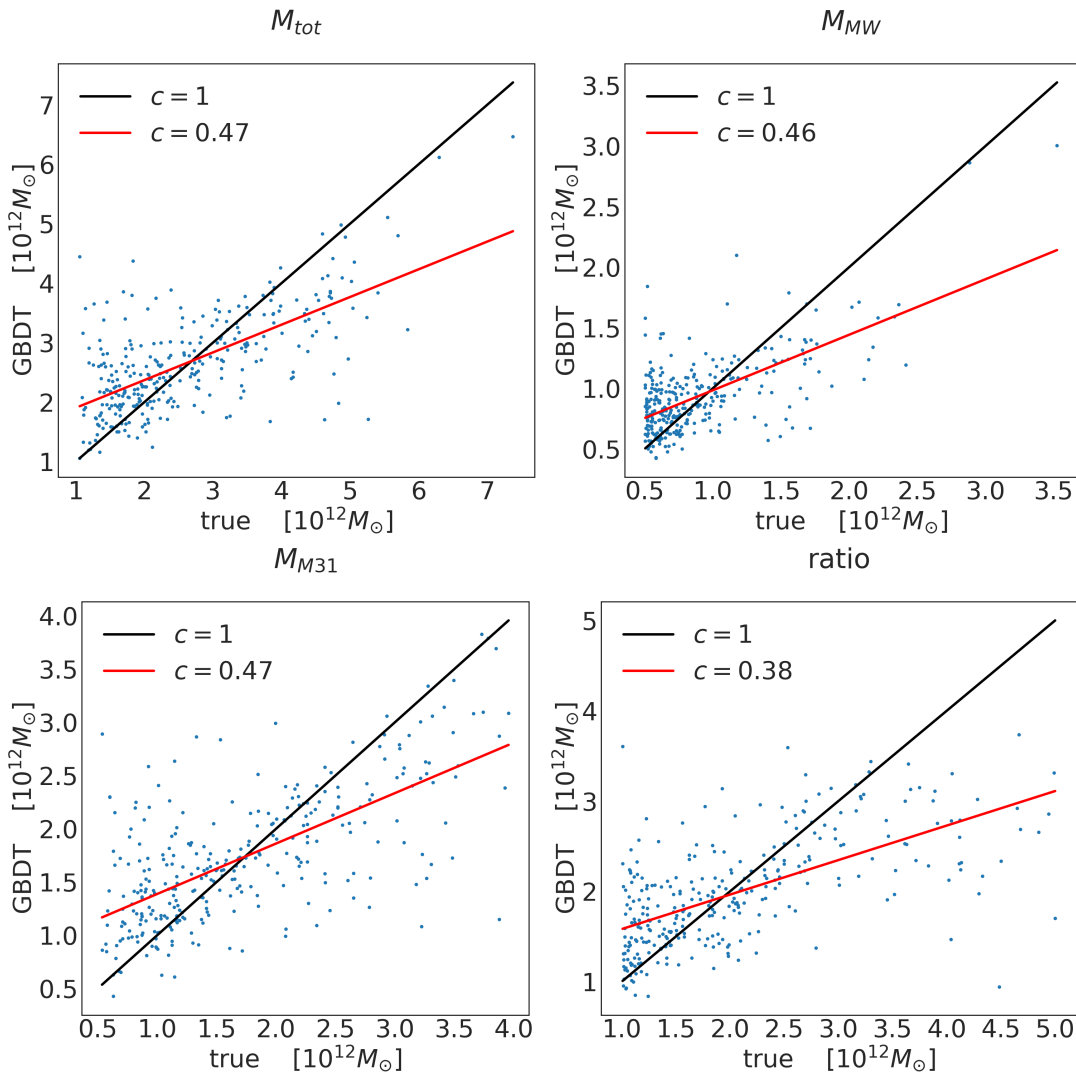 M_tot
c = 1
c = 0.47
7
6
5
4
3
2
1
GBDT [10^12 M_⊙]
1 2 3 4 5 6 7
true [10^12 M_⊙]
M_MW
c = 1
c = 0.46
3.5
3.0
2.5
2.0
1.5
1.0
0.5
GBDT [10^12 M_⊙]
0.5 1.0 1.5 2.0 2.5 3.0 3.5
true [10^12 M_⊙]
M_M31
c = 1
c = 0.47
4.0
3.5
3.0
2.5
2.0
1.5
1.0
0.5
GBDT [10^12 M_⊙]
0.5 1.0 1.5 2.0 2.5 3.0 3.5 4.0
true [10^12 M_⊙]
ratio
c = 1
c = 0.38
5
4
3
2
1
GBDT [10^12 M_⊙]
1.0 1.5 2.0 2.5 3.0 3.5 4.0 4.5 5.0
true [10^12 M_⊙]